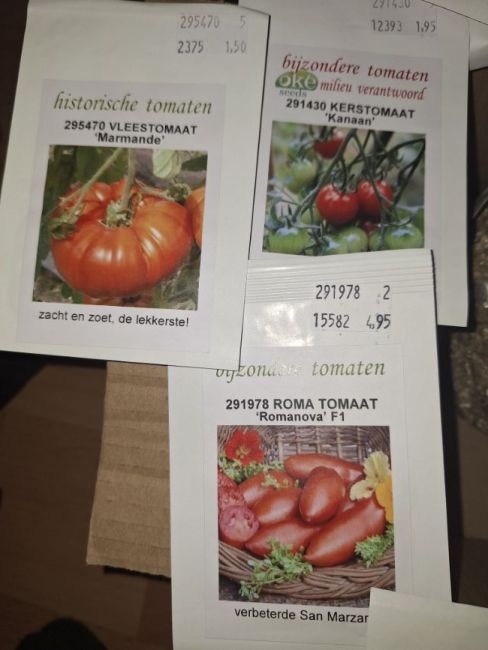 295470 5
2375 1,50
historische tomaten
295470 VLEESTOMAAT
'Marmande'
zacht en zoet, de lekkerste!
12393 1,95
bijzondere tomaten
oké
seeds
milieu verantwoord
291430 KERSTOMAAT
'Kanaan'
291978 2
15582 4,95
bijzondere tomaten
291978 ROMA TOMAAT
'Romanova' F1
verbeterde San Marzan